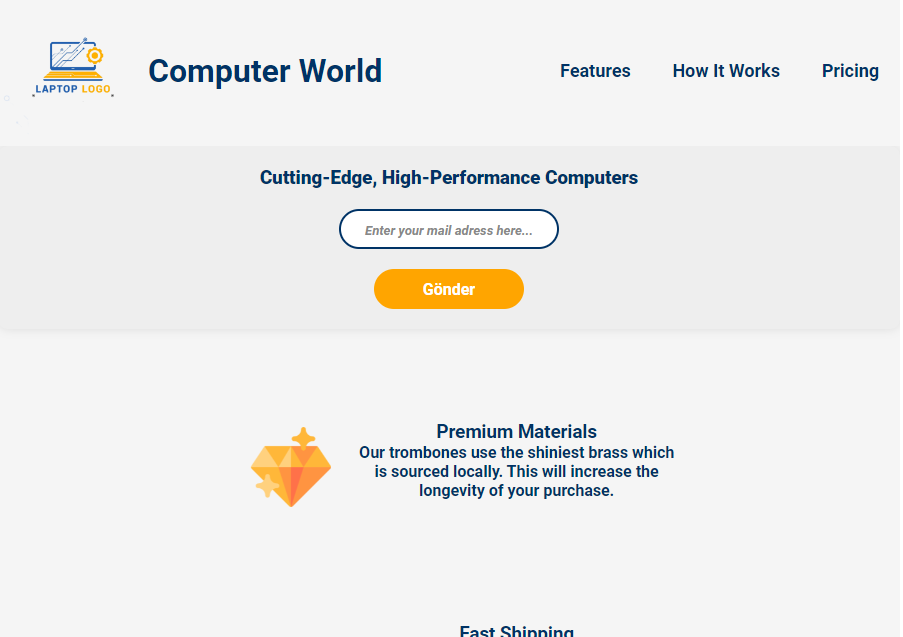 LAPTOP LOGO
Computer World
Features
How It Works
Pricing
Cutting-Edge, High-Performance Computers
Enter your mail adress here...
Gönder
Premium Materials
Our trombones use the shiniest brass which
is sourced locally. This will increase the
longevity of your purchase.
Fast Shipping